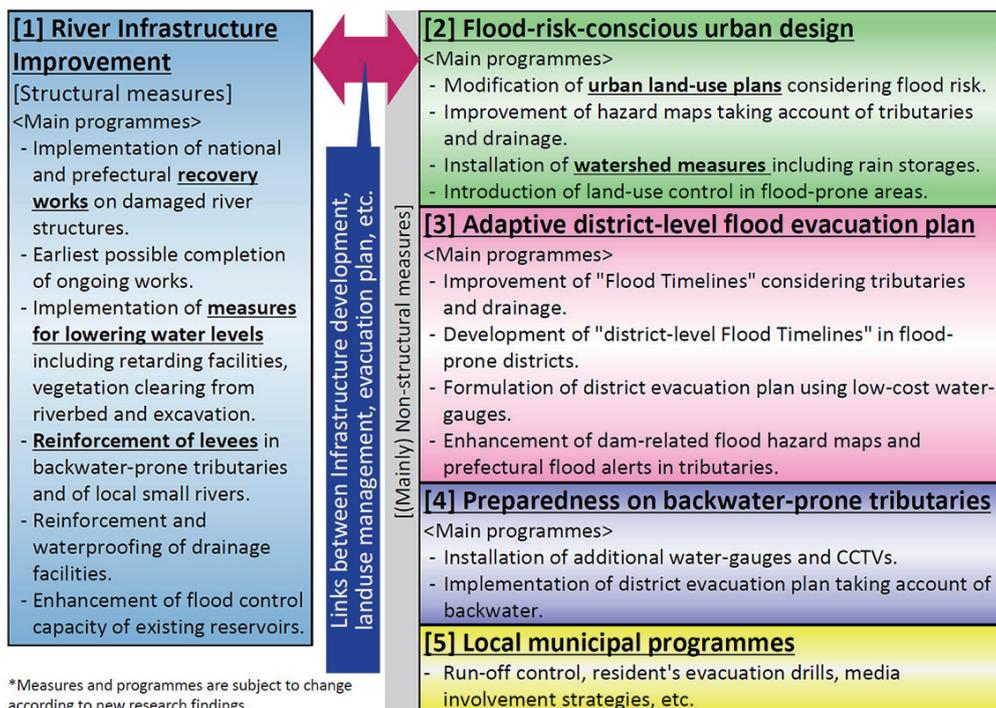 [1] River Infrastructure
Improvement
[Structural measures]
<Main programmes>
- Implementation of national
and prefectural recovery
works on damaged river
structures.
- Earliest possible completion
of ongoing works.
- Implementation of measures
for lowering water levels
including retarding facilities,
vegetation clearing from
riverbed and excavation.
- Reinforcement of levees in
backwater-prone tributaries
and of local small rivers.
- Reinforcement and
waterproofing of drainage
facilities.
- Enhancement of flood control
capacity of existing reservoirs.
*Measures and programmes are subject to change
according to new research findings
Links between Infrastructure development,
landuse management, evacuation plan, etc.
[(Mainly) Non-structural measures]
[2] Flood-risk-conscious urban design
<Main programmes>
- Modification of urban land-use plans considering flood risk.
- Improvement of hazard maps taking account of tributaries
and drainage.
- Installation of watershed measures including rain storages.
- Introduction of land-use control in flood-prone areas.
[3] Adaptive district-level flood evacuation plan
<Main programmes>
- Improvement of "Flood Timelines" considering tributaries
and drainage.
- Development of "district-level Flood Timelines" in flood-
prone districts.
- Formulation of district evacuation plan using low-cost water-
gauges.
- Enhancement of dam-related flood hazard maps and
prefectural flood alerts in tributaries.
[4] Preparedness on backwater-prone tributaries
<Main programmes>
- Installation of additional water-gauges and CCTVs.
- Implementation of district evacuation plan taking account of
backwater.
[5] Local municipal programmes
- Run-off control, resident's evacuation drills, media
involvement strategies, etc.